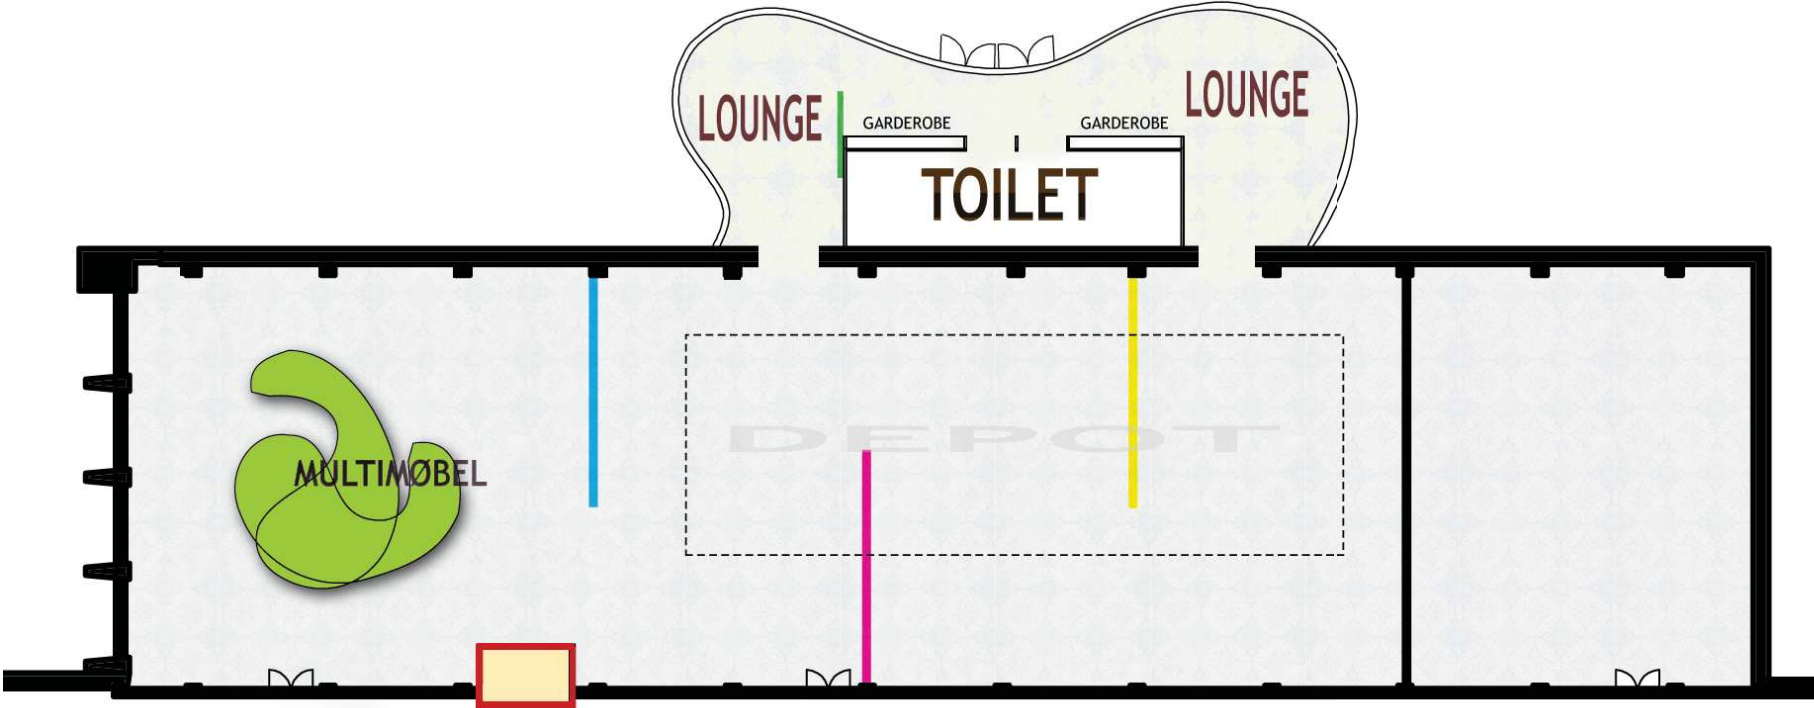 LOUNGE
LOUNGE
GARDEROBE
GARDEROBE
TOILET
DEPOT
MULTIMØBEL